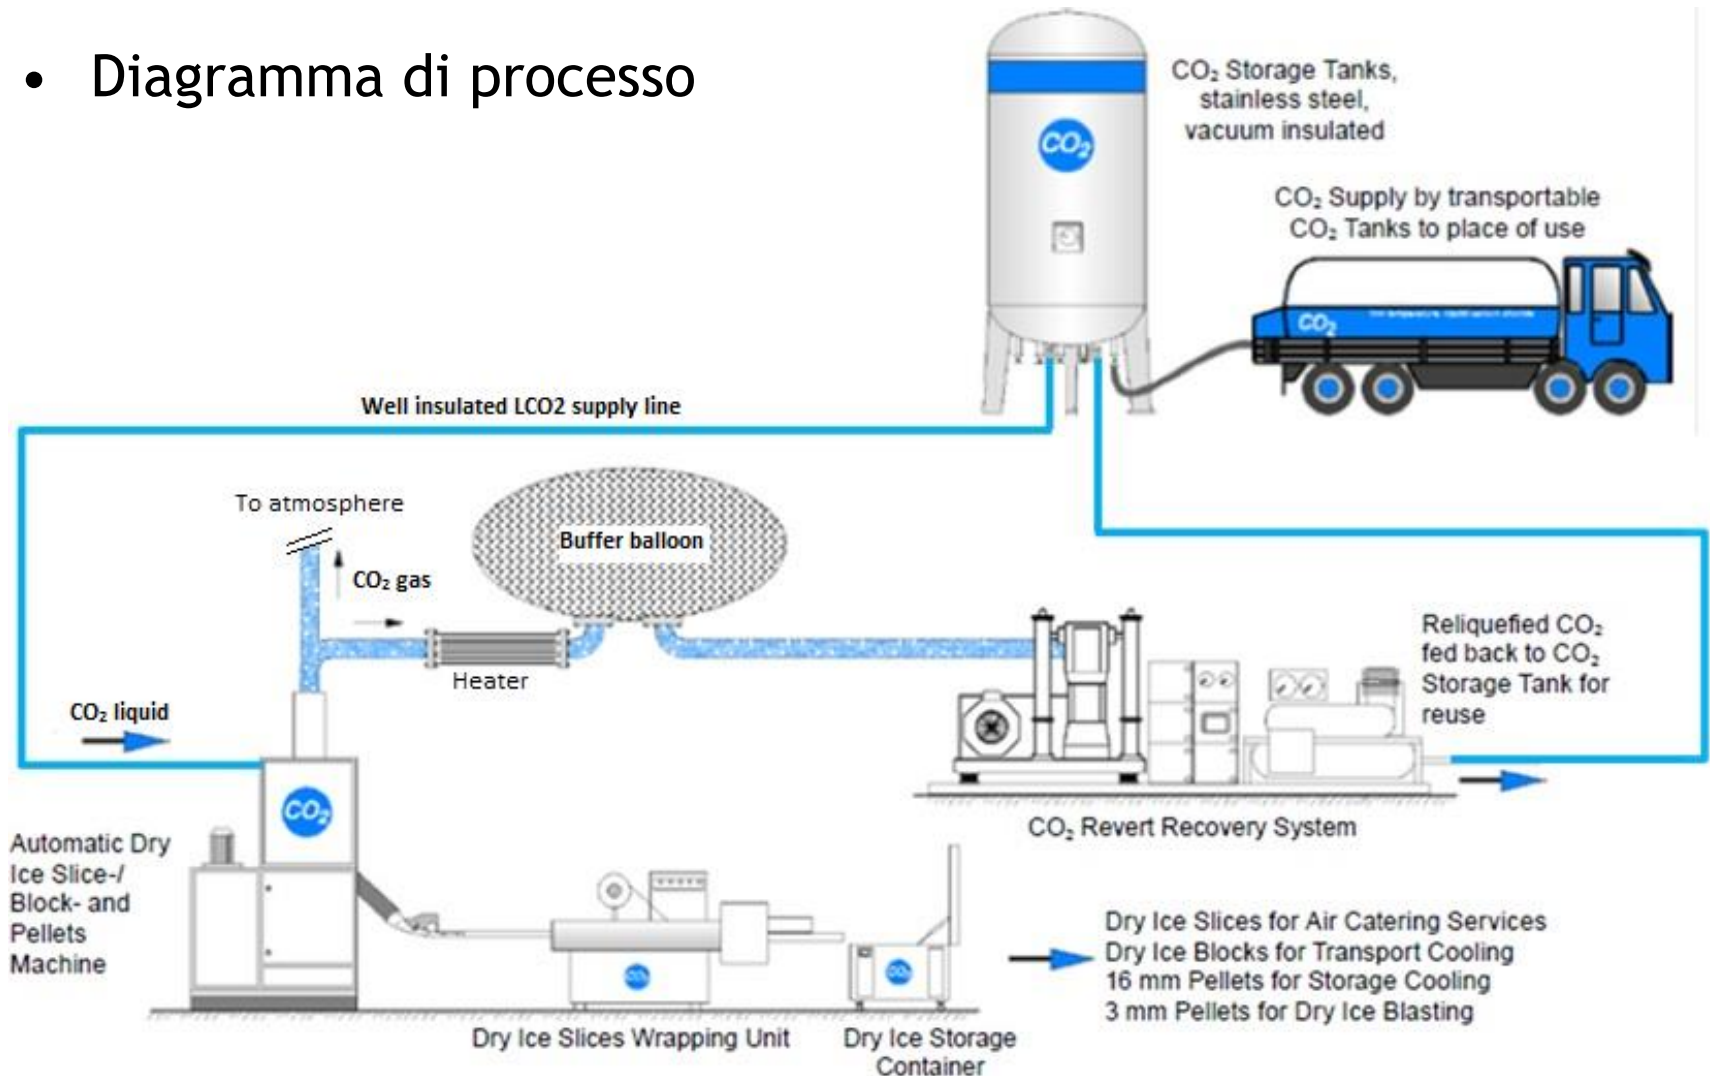 • Diagramma di processo
CO₂ Storage Tanks,
stainless steel,
vacuum insulated
CO₂
CO₂ Supply by transportable
CO₂ Tanks to place of use
CO₂
Well insulated LCO2 supply line
To atmosphere
Buffer balloon
CO₂ gas
Heater
CO₂ liquid
Reliquefied CO₂
fed back to CO₂
Storage Tank for
reuse
CO₂
CO₂ Revert Recovery System
Automatic Dry
Ice Slice-/
Block- and
Pellets
Machine
CO₂
CO₂
Dry Ice Slices for Air Catering Services
Dry Ice Blocks for Transport Cooling
16 mm Pellets for Storage Cooling
3 mm Pellets for Dry Ice Blasting
Dry Ice Slices Wrapping Unit
Dry Ice Storage
Container